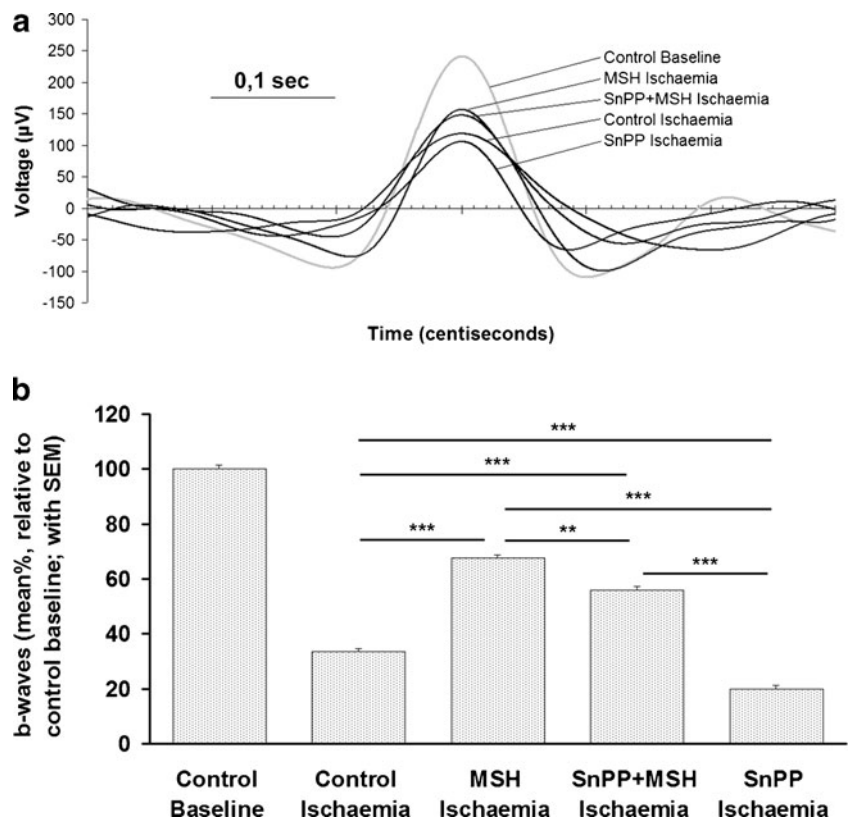 a
300
250
200
150
100
50
0
-50
-100
-150
Voltage (µV)
0,1 sec
Control Baseline
MSH Ischaemia
SnPP+MSH Ischaemia
Control Ischaemia
SnPP Ischaemia
Time (centiseconds)
b
b-waves (mean%, relative to
control baseline; with SEM)
120
100
80
60
40
20
0
***
***
***
***
**
***
Control
Baseline
Control
Ischaemia
MSH
Ischaemia
SnPP+MSH
Ischaemia
SnPP
Ischaemia